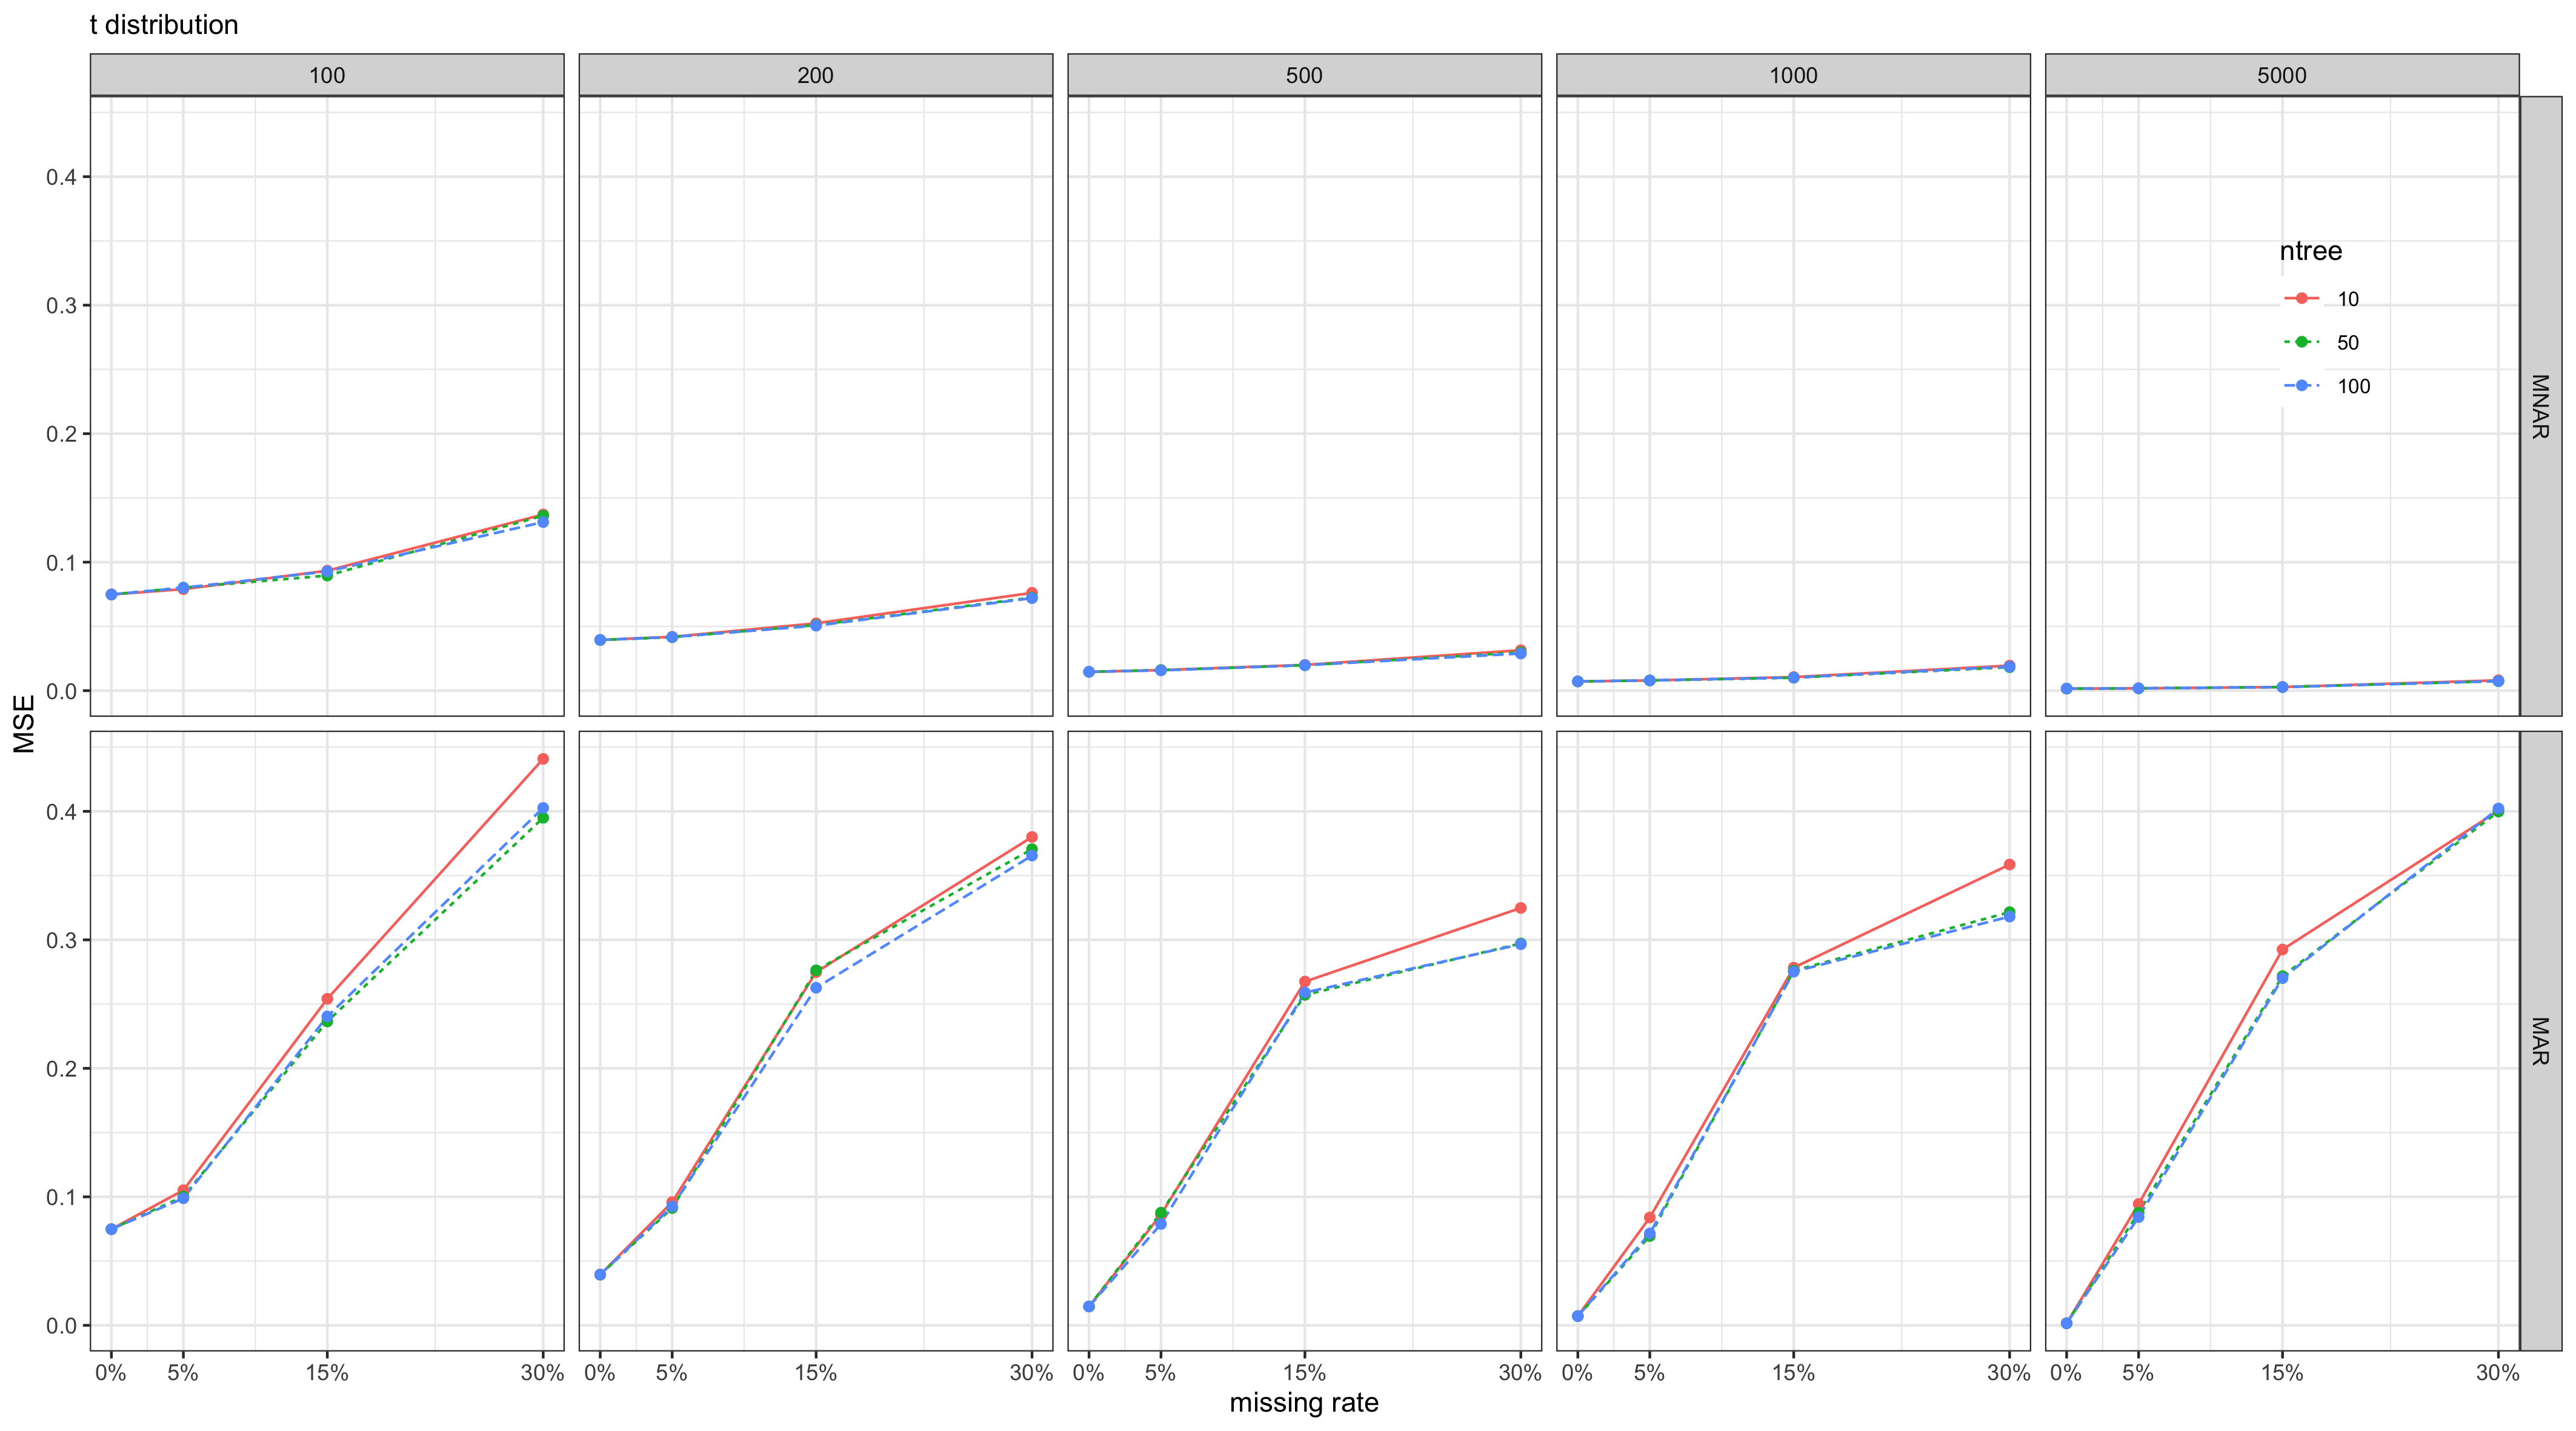 t distribution
100 200 500 1000 5000
0.4
0.3
0.2
0.1
0.0
MNAR
ntree
10
50
100
MSE
0.4
0.3
0.2
0.1
0.0
MAR
0% 5% 15% 30% 0% 5% 15% 30% 0% 5% 15% 30% 0% 5% 15% 30% 0% 5% 15% 30%
missing rate